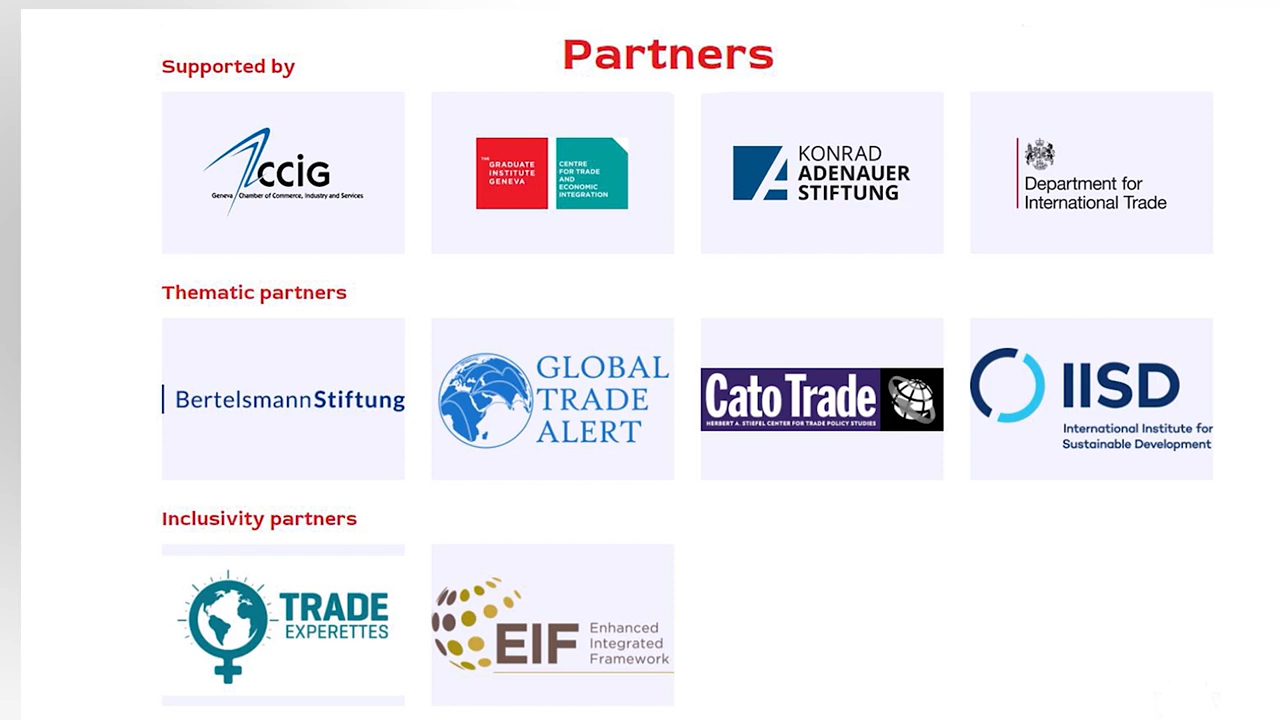 Partners
Supported by
CCIG
Geneva Chamber of Commerce, Industry and Services
THE
GRADUATE
INSTITUTE
GENEVA
CENTRE
FOR TRADE
AND
ECONOMIC
INTEGRATION
KONRAD
ADENAUER
STIFTUNG
Department for
International Trade
Thematic partners
BertelsmannStiftung
GLOBAL
TRADE
ALERT
Cato Trade
HERBERT A. STIEFEL CENTER FOR TRADE POLICY STUDIES
IISD
International Institute for
Sustainable Development
Inclusivity partners
TRADE
EXPERETTES
EIF
Enhanced
Integrated
Framework